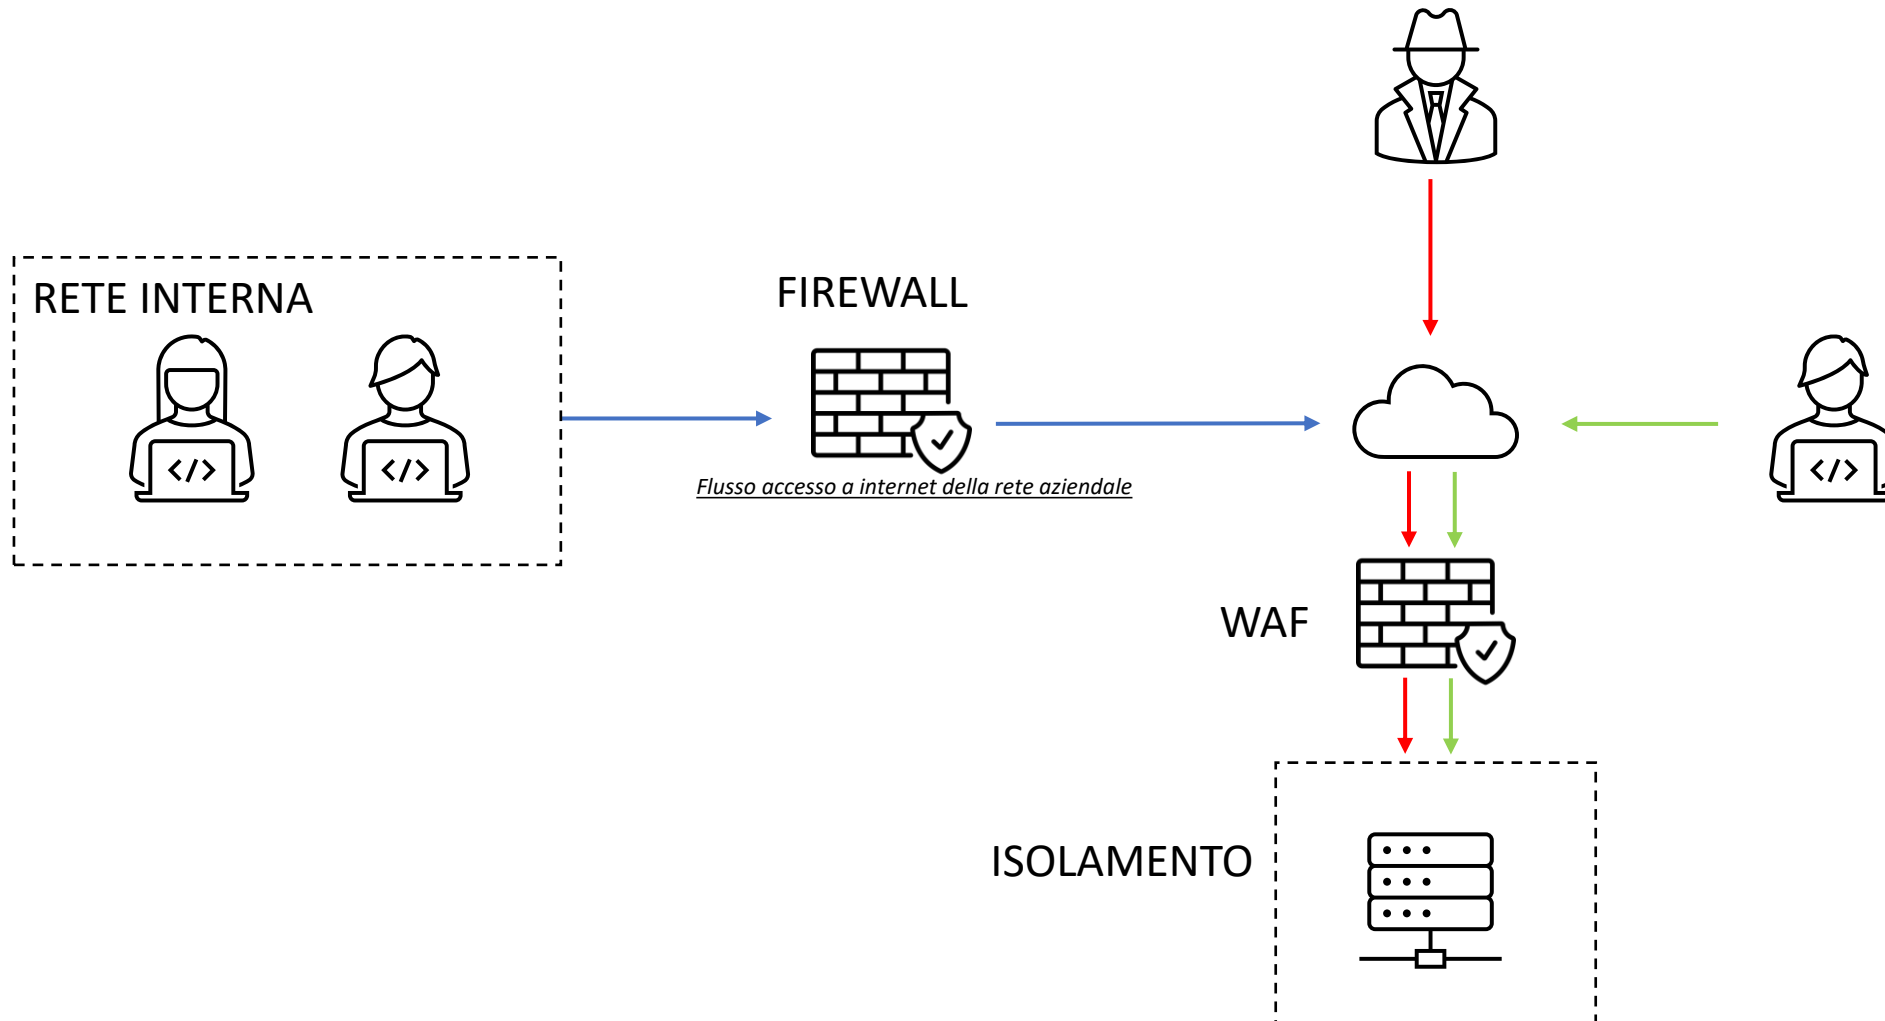 RETE INTERNA
FIREWALL
</>
</>
</>
Flusso accesso a internet della rete aziendale
WAF
ISOLAMENTO